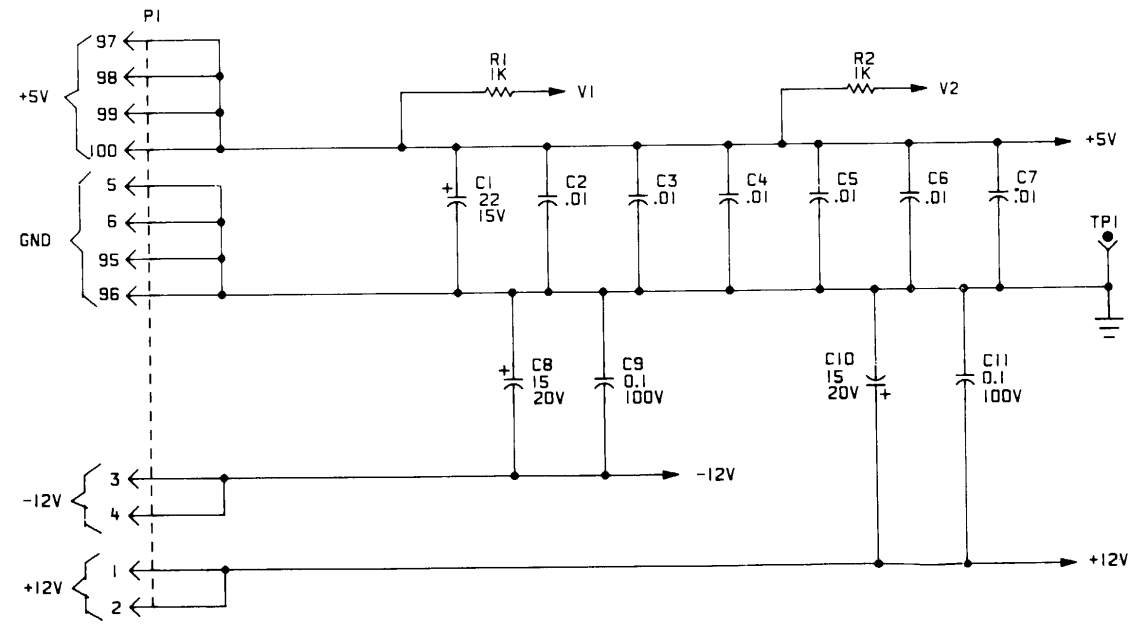 P1
+5V
97
98
99
100
GND
5
6
95
96
-12V
3
4
+12V
1
2
R1
1K
V1
R2
1K
V2
+5V
+
C1
22
15V
C2
.01
C3
.01
C4
.01
C5
.01
C6
.01
C7
.01
TP1
+
C8
15
20V
C9
0.1
100V
C10
15
20V
+
C11
0.1
100V
-12V
+12V